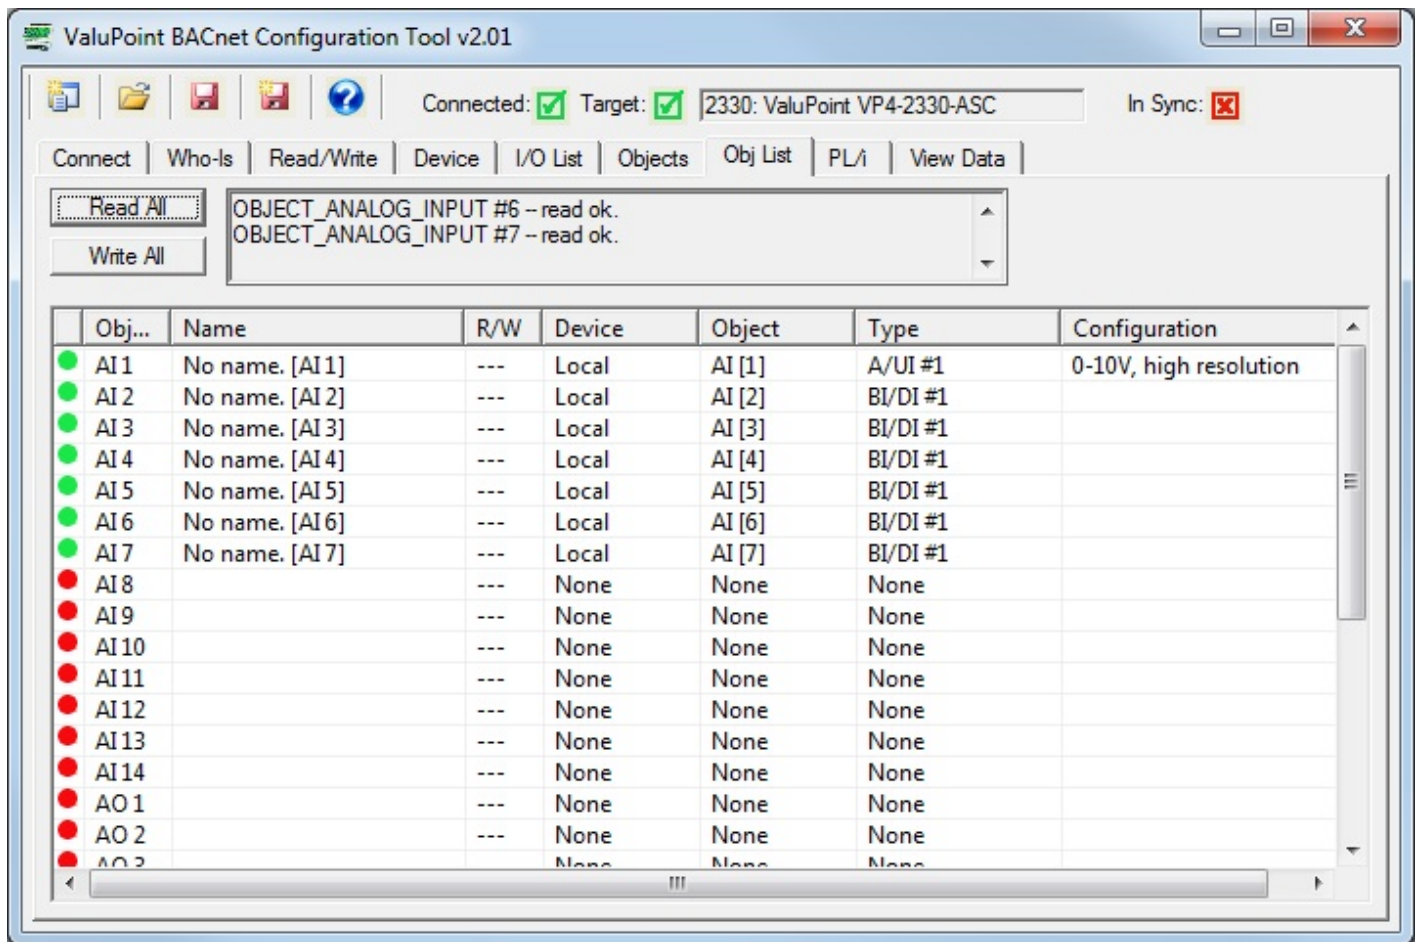 ValuPoint BACnet Configuration Tool v2.01
Connected: Target: 2330: ValuPoint VP4-2330-ASC In Sync:
Connect Who-Is Read/Write Device I/O List Objects Obj List PL/i View Data
Read All
OBJECT_ANALOG_INPUT #6 -- read ok.
OBJECT_ANALOG_INPUT #7 -- read ok.
Write All
Obj... Name R/W Device Object Type Configuration
AI 1 No name. [AI 1] --- Local AI [1] A/UI #1 0-10V, high resolution
AI 2 No name. [AI 2] --- Local AI [2] BI/DI #1
AI 3 No name. [AI 3] --- Local AI [3] BI/DI #1
AI 4 No name. [AI 4] --- Local AI [4] BI/DI #1
AI 5 No name. [AI 5] --- Local AI [5] BI/DI #1
AI 6 No name. [AI 6] --- Local AI [6] BI/DI #1
AI 7 No name. [AI 7] --- Local AI [7] BI/DI #1
AI 8 --- None None None
AI 9 --- None None None
AI 10 --- None None None
AI 11 --- None None None
AI 12 --- None None None
AI 13 --- None None None
AI 14 --- None None None
AO 1 --- None None None
AO 2 --- None None None